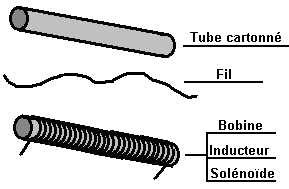 Tube cartonné
Fil
Bobine
Inducteur
Solénoïde